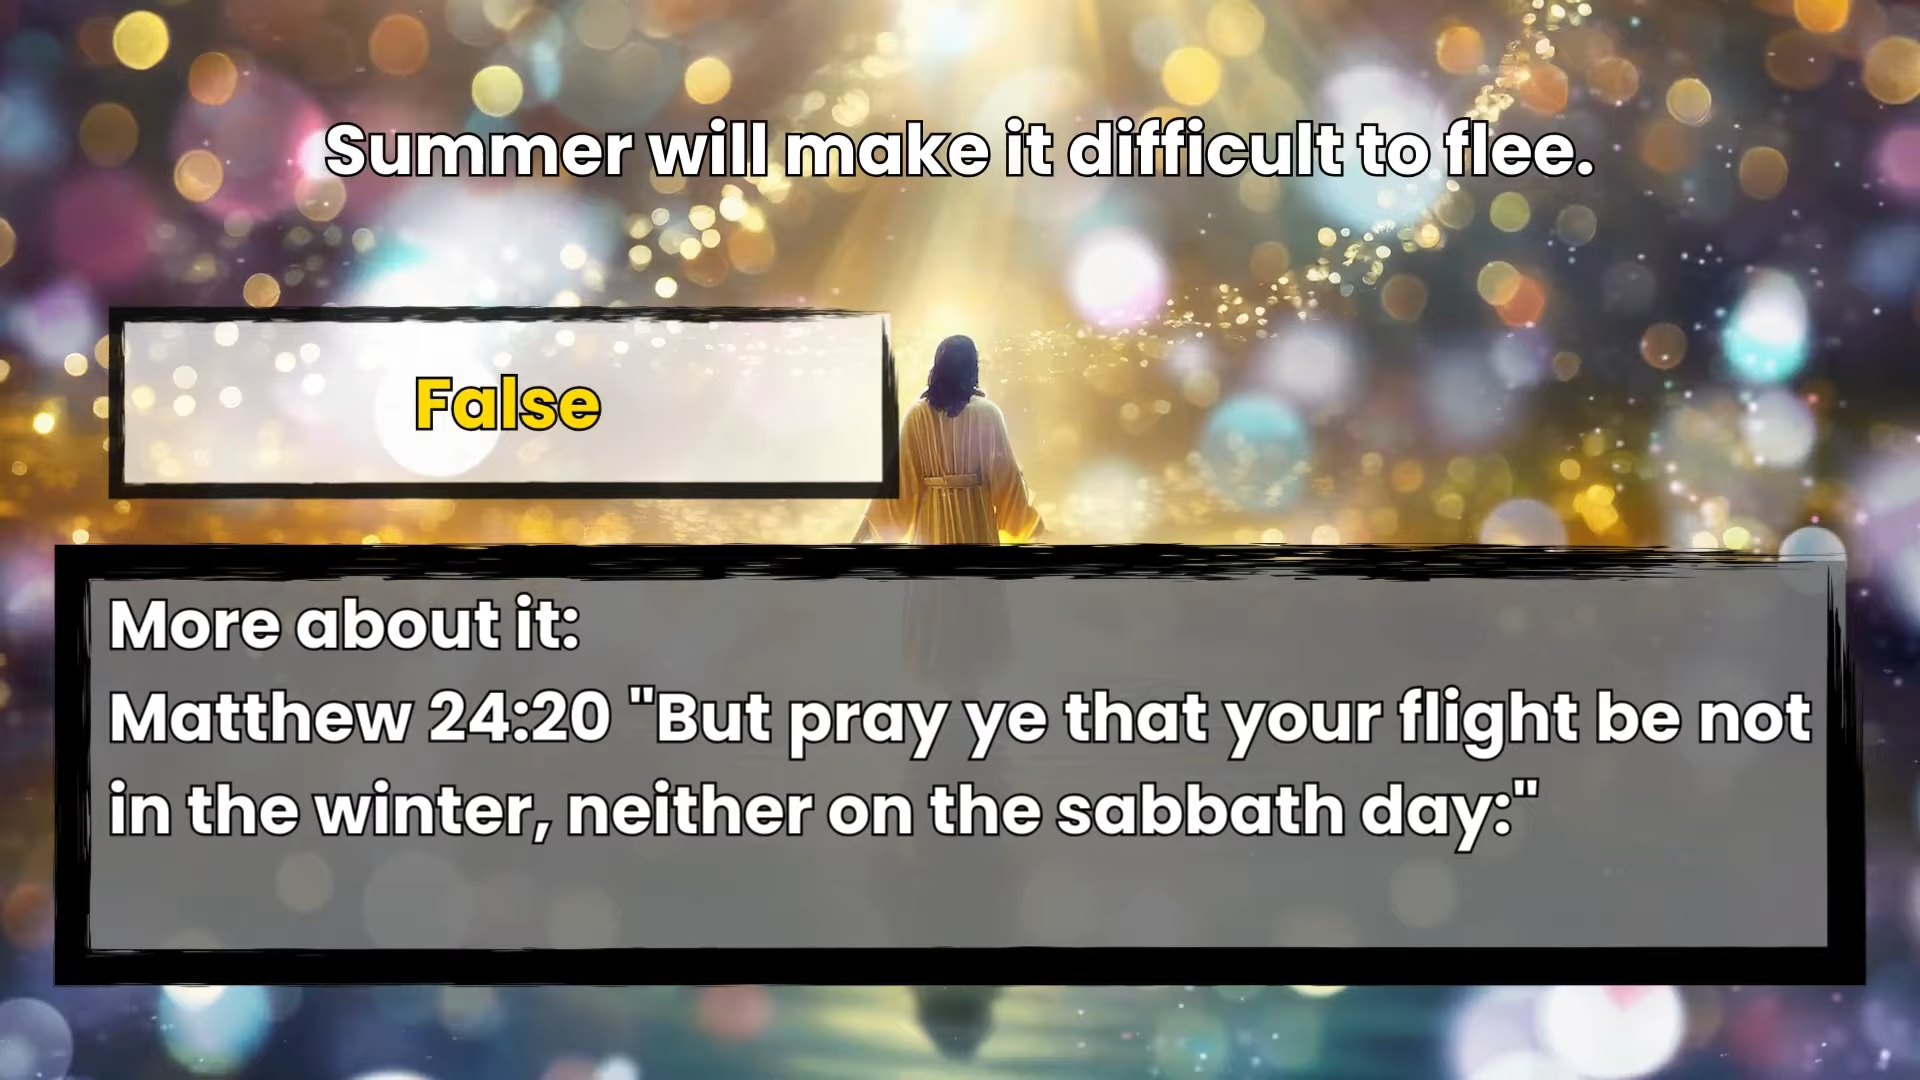 Summer will make it difficult to flee.
False
More about it:
Matthew 24:20 "But pray ye that your flight be not
in the winter, neither on the sabbath day:"